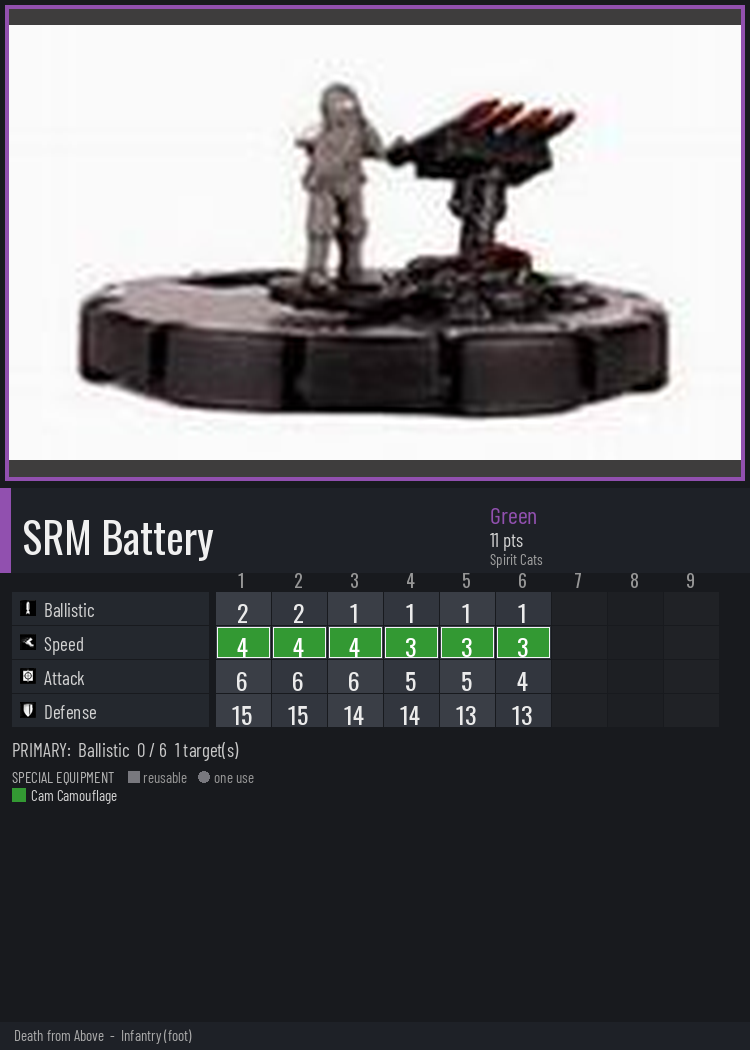 SRM Battery
Green
11 pts
Spirit Cats
1 2 3 4 5 6 7 8 9
Ballistic 2 2 1 1 1 1
Speed 4 4 4 3 3 3
Attack 6 6 6 5 5 4
Defense 15 15 14 14 13 13
PRIMARY: Ballistic 0 / 6 1 target(s)
SPECIAL EQUIPMENT reusable one use
Cam Camouflage
Death from Above - Infantry (foot)